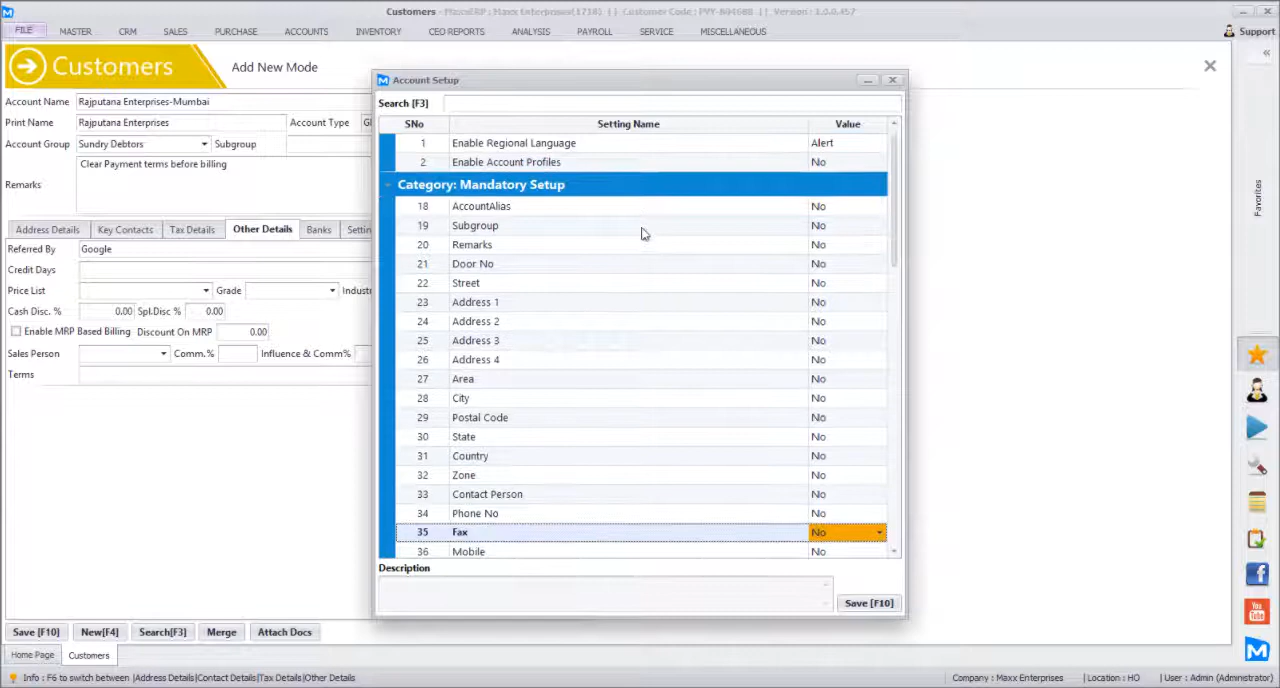 Customers - MaxxERP : Maxx Enterprises(1718) || Customer Code : PVY-NH468B || Version : 1.0.0.457
FILE MASTER CRM SALES PURCHASE ACCOUNTS INVENTORY CEO REPORTS ANALYSIS PAYROLL SERVICE MISCELLANEOUS Support
Customers Add New Mode
Account Name Rajputana Enterprises-Mumbai
Print Name Rajputana Enterprises Account Type
Account Group Sundry Debtors Subgroup
Remarks Clear Payment terms before billing
Address Details Key Contacts Tax Details Other Details Banks
Referred By Google
Credit Days
Price List Grade
Cash Disc. % 0.00 Spl.Disc % 0.00
Enable MRP Based Billing Discount On MRP 0.00
Sales Person Comm.% Influence & Comm%
Terms
Account Setup
Search [F3]
SNo Setting Name Value
1 Enable Regional Language Alert
2 Enable Account Profiles No
Category: Mandatory Setup
18 AccountAlias No
19 Subgroup No
20 Remarks No
21 Door No No
22 Street No
23 Address 1 No
24 Address 2 No
25 Address 3 No
26 Address 4 No
27 Area No
28 City No
29 Postal Code No
30 State No
31 Country No
32 Zone No
33 Contact Person No
34 Phone No No
35 Fax No
36 Mobile No
Description
Save [F10]
Favorites
You
Tube
Save [F10] New[F4] Search[F3] Merge Attach Docs
Home Page Customers
Info : F6 to switch between |Address Details|Contact Details|Tax Details|Other Details Company : Maxx Enterprises |Location : HO |User : Admin (Administrator)